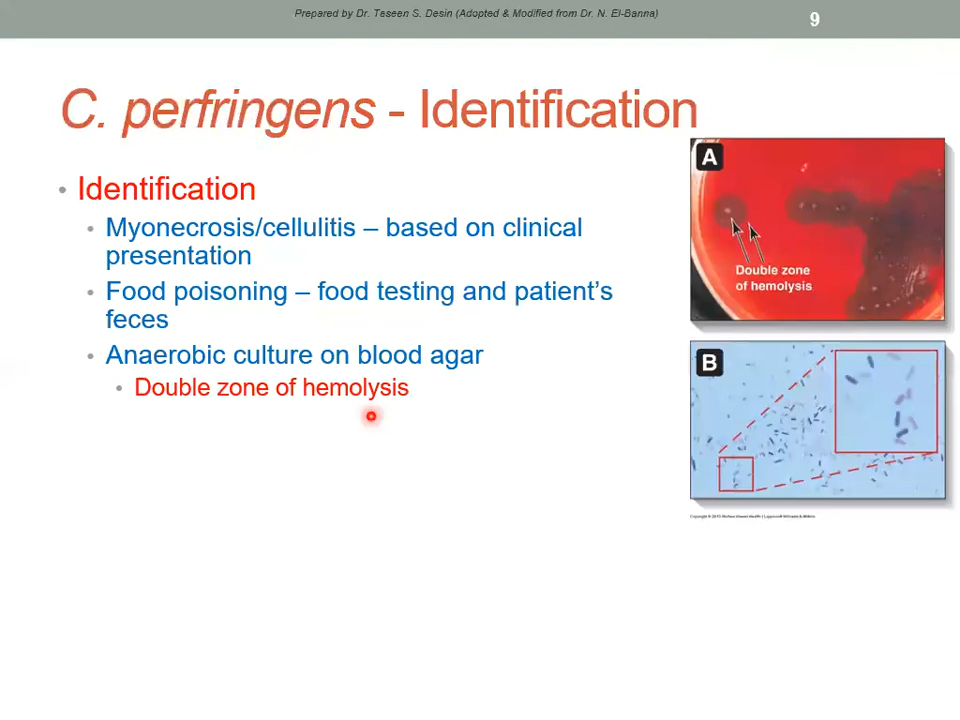 Prepared by Dr. Taseen S. Desin (Adopted & Modified from Dr. N. El-Banna)
9
C. perfringens - Identification
• Identification
• Myonecrosis/cellulitis – based on clinical
presentation
• Food poisoning – food testing and patient's
feces
• Anaerobic culture on blood agar
• Double zone of hemolysis
A
Double zone
of hemolysis
B